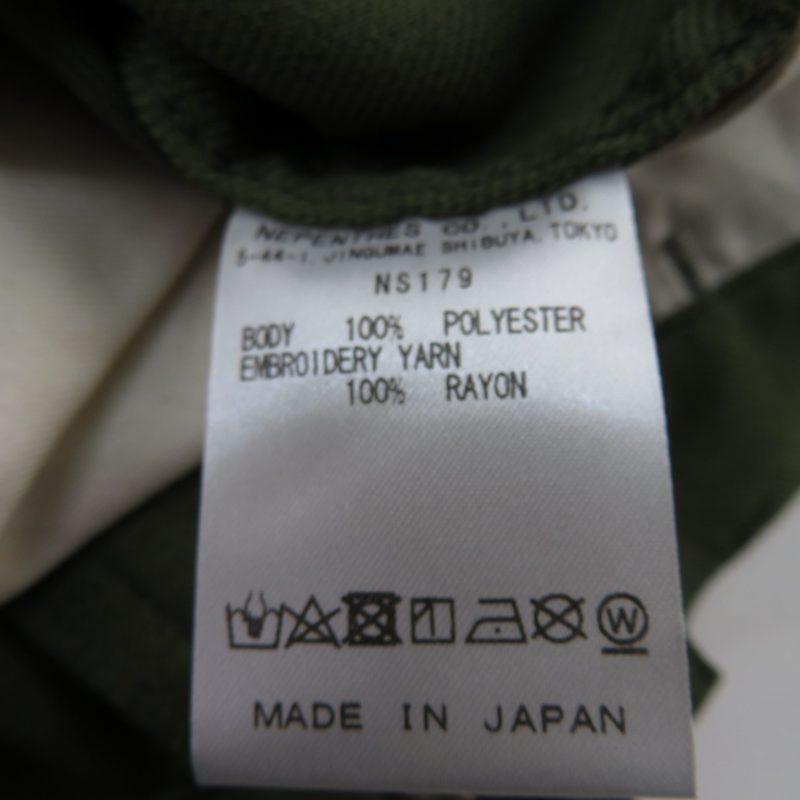 NEPENTHES CO., LTD.
5-44-1, JINGUMAE SHIBUYA, TOKYO
NS179
BODY 100% POLYESTER
EMBROIDERY YARN
100% RAYON
W
MADE IN JAPAN